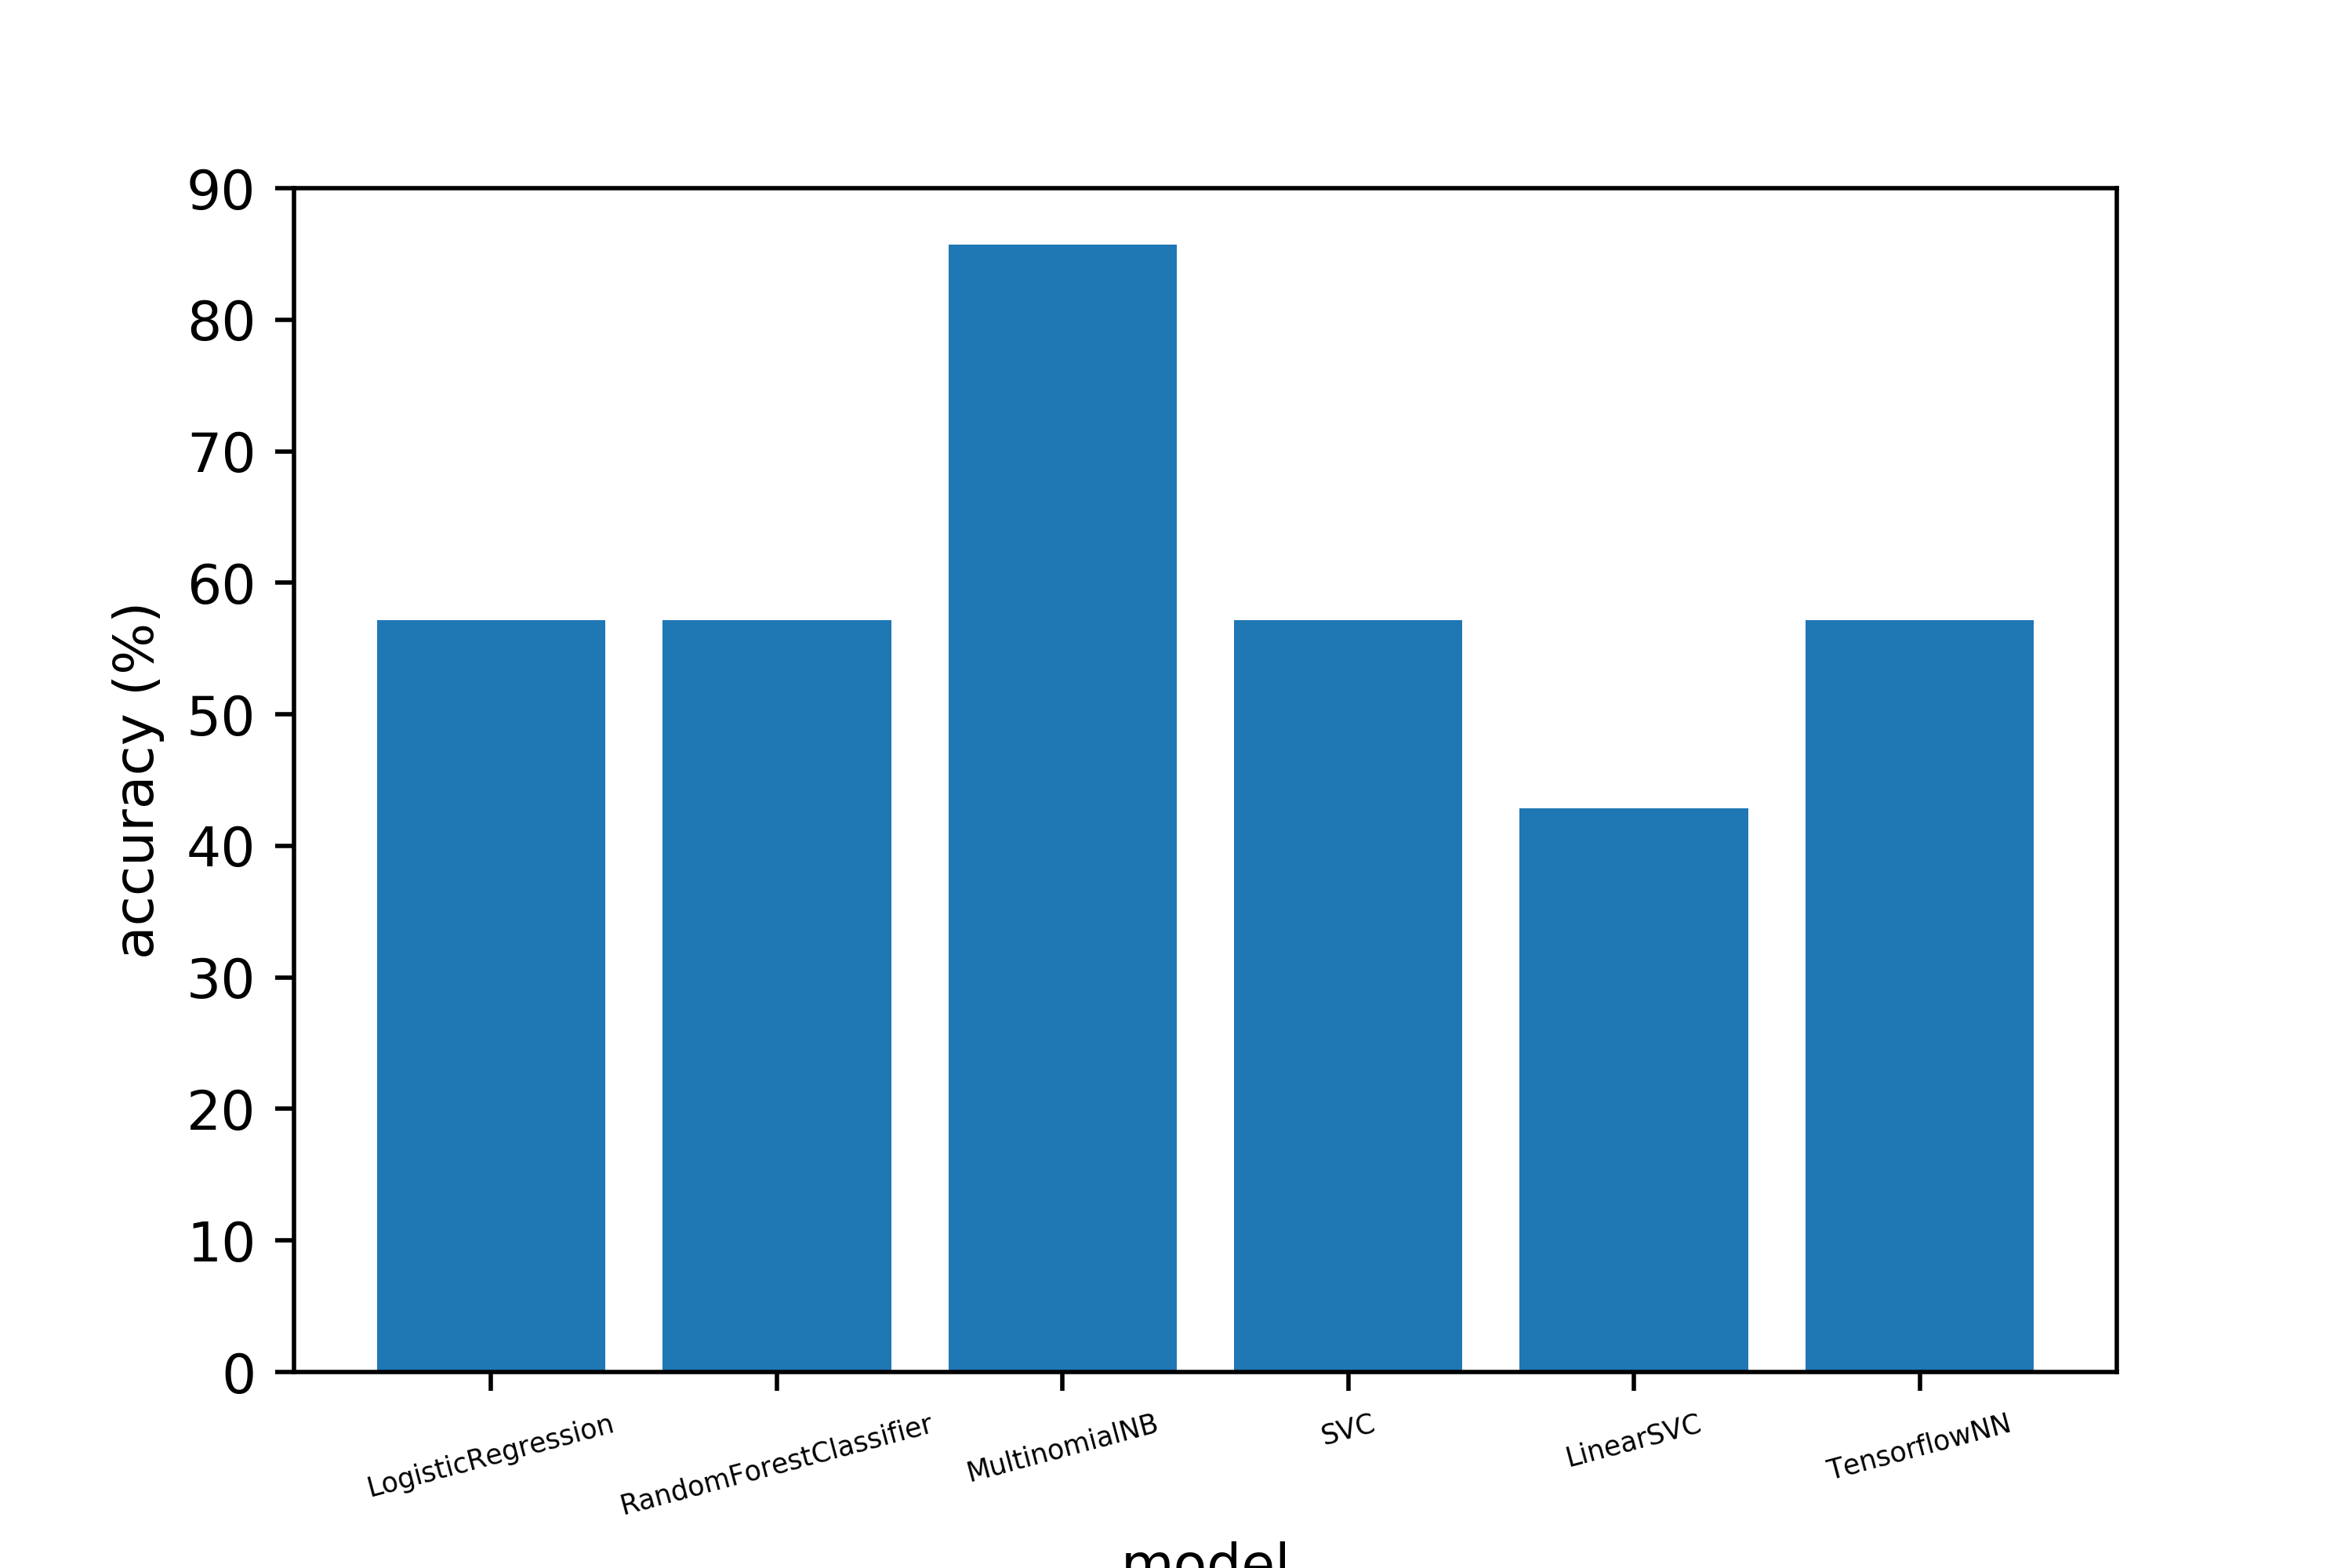 90
80
70
60
50
40
30
20
10
0
accuracy (%)
LogisticRegression
RandomForestClassifier
MultinomialNB
SVC
LinearSVC
TensorflowNN
model